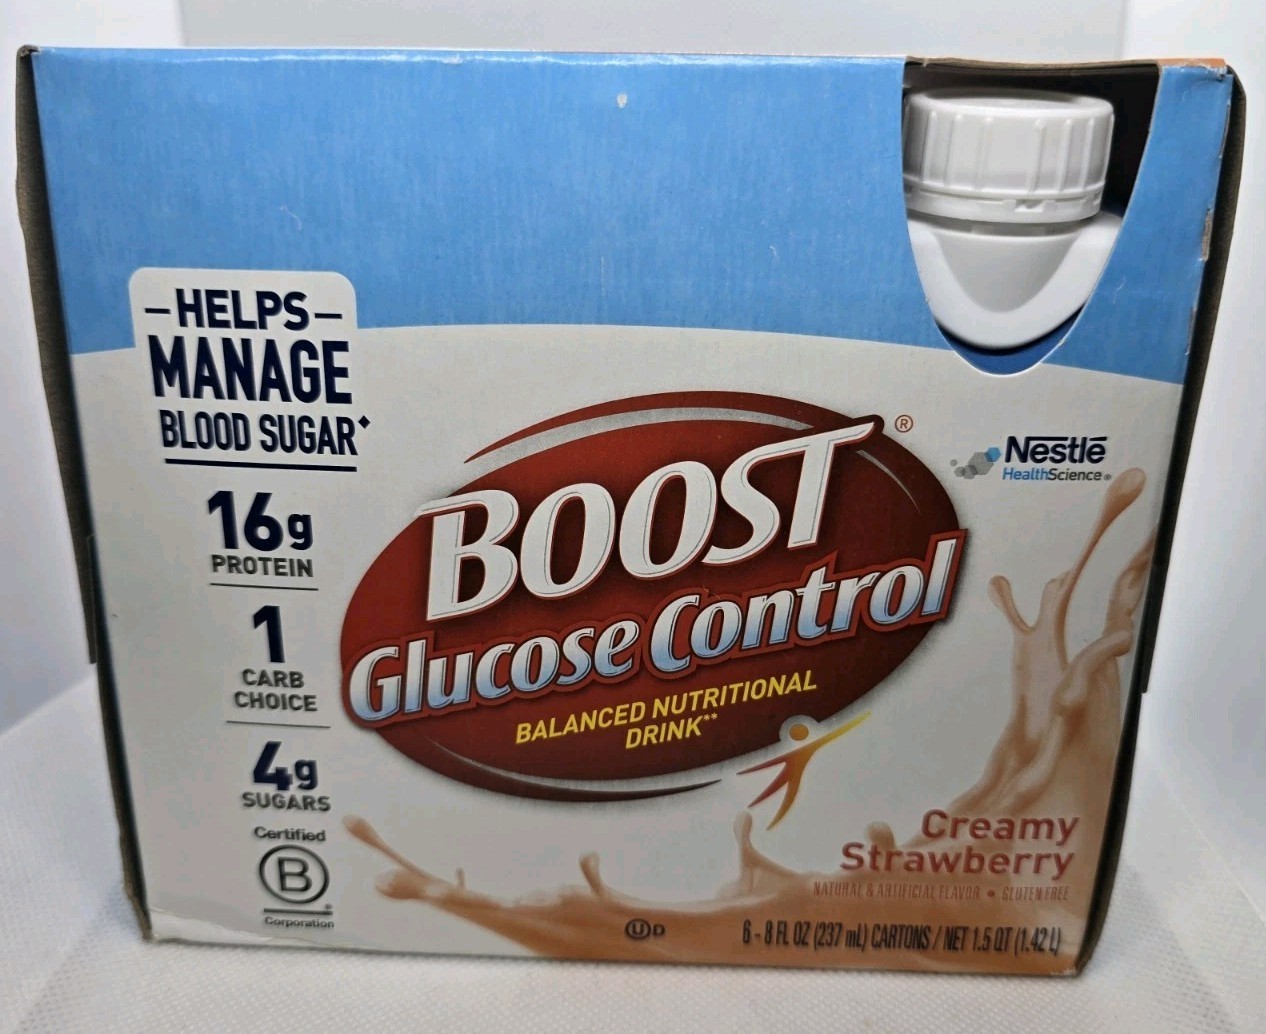 –HELPS–
MANAGE
BLOOD SUGAR♦
16g
PROTEIN
1
CARB
CHOICE
4g
SUGARS
Certified
B
®
Corporation
BOOST®
Glucose Control
BALANCED NUTRITIONAL
DRINK**
Nestlé
HealthScience®
Creamy
Strawberry
NATURAL & ARTIFICIAL FLAVOR • GLUTEN FREE
U D
6 - 8 FL OZ (237 mL) CARTONS / NET 1.5 QT (1.42 L)